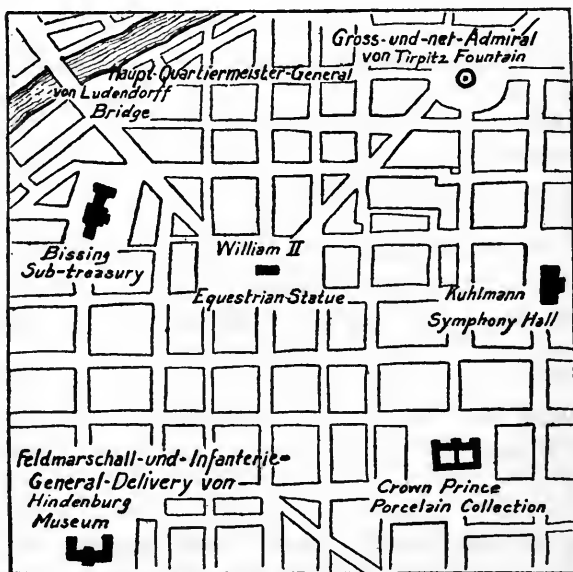 Gross-und-net-Admiral
von Tirpitz Fountain
Haupt-Quartiermeister-General
von Ludendorff
Bridge
Bissing
Sub-treasury
William II
Equestrian-Statue
Kuhlmann
Symphony Hall
Feldmarschall-und-Infanterie-
General-Delivery von
Hindenburg
Museum
Crown Prince
Porcelain Collection